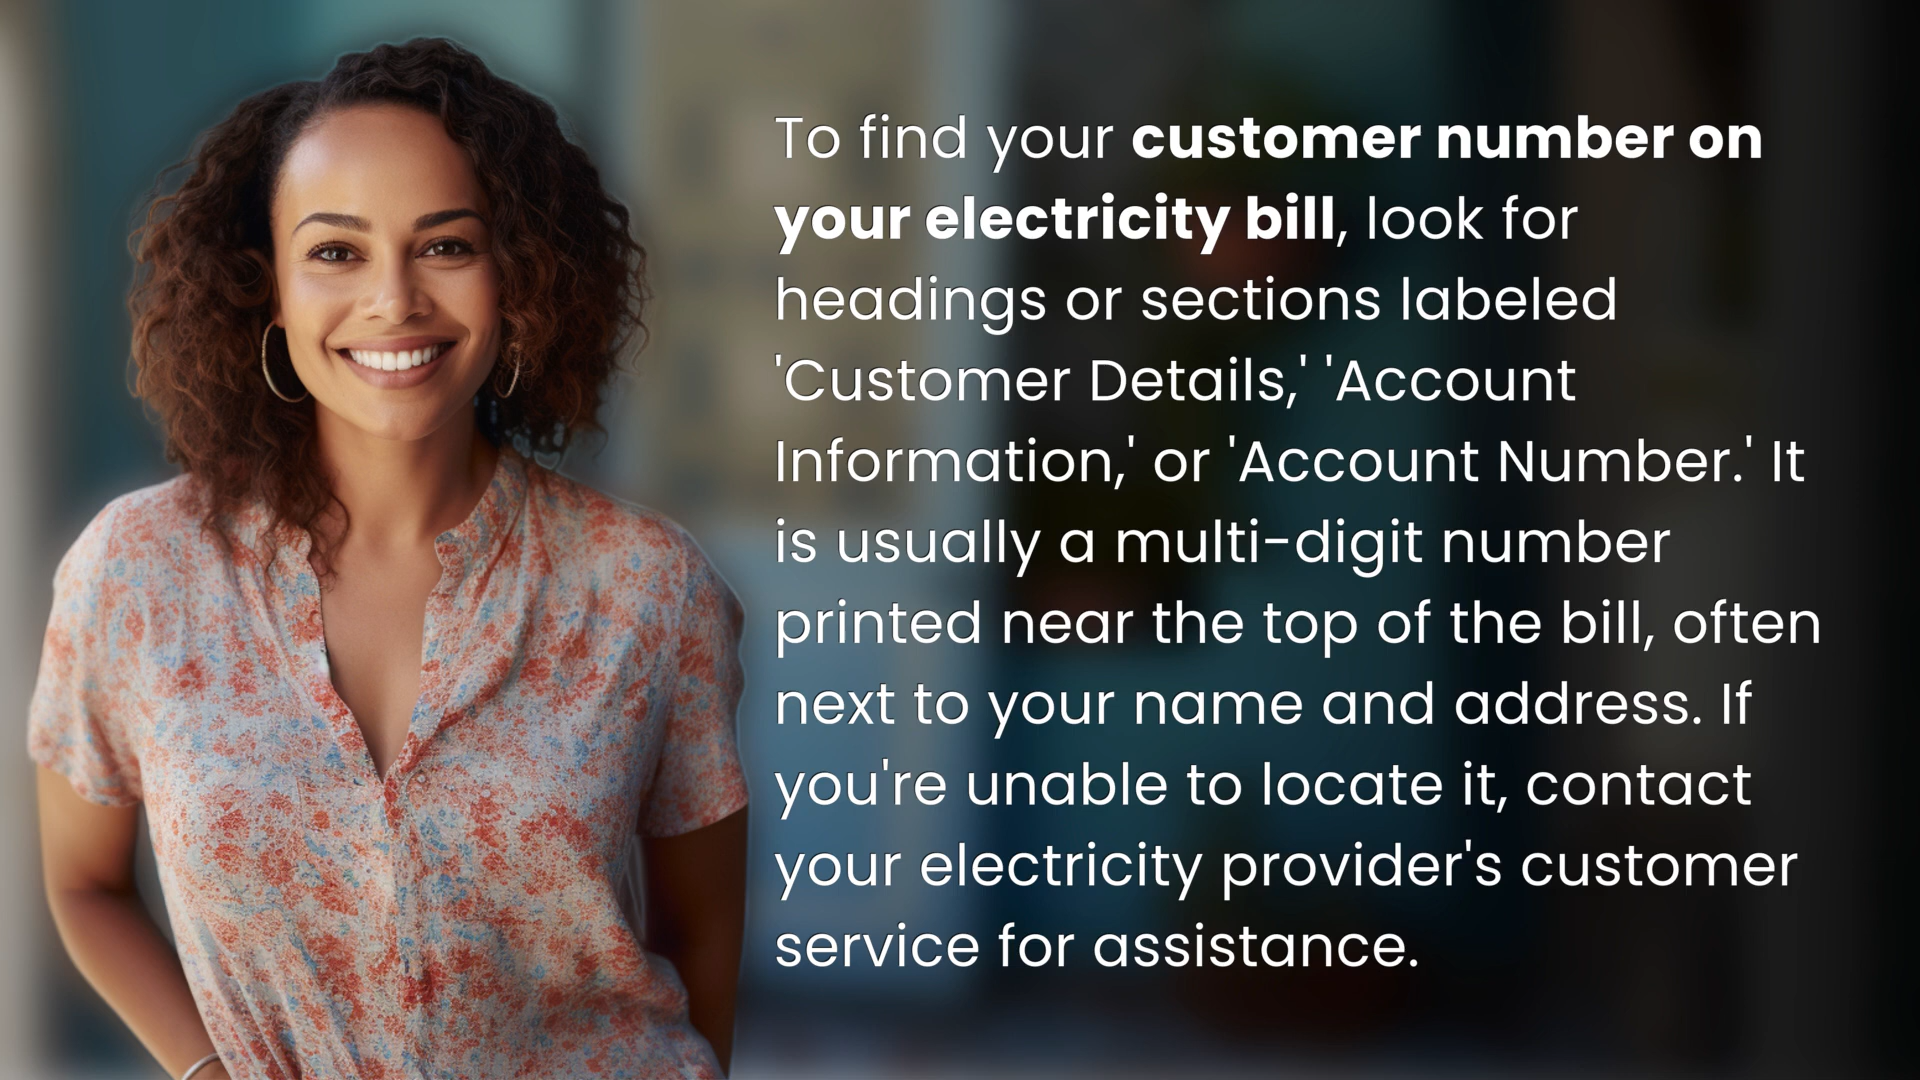 To find your customer number on
your electricity bill, look for
headings or sections labeled
'Customer Details,' 'Account
Information,' or 'Account Number.' It
is usually a multi-digit number
printed near the top of the bill, often
next to your name and address. If
you're unable to locate it, contact
your electricity provider's customer
service for assistance.